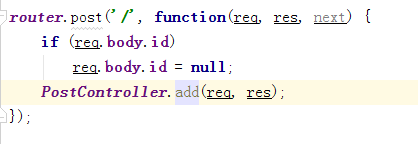 router.post('/', function(req, res, next) {
if (req.body.id)
req.body.id = null;
PostController.add(req, res);
});